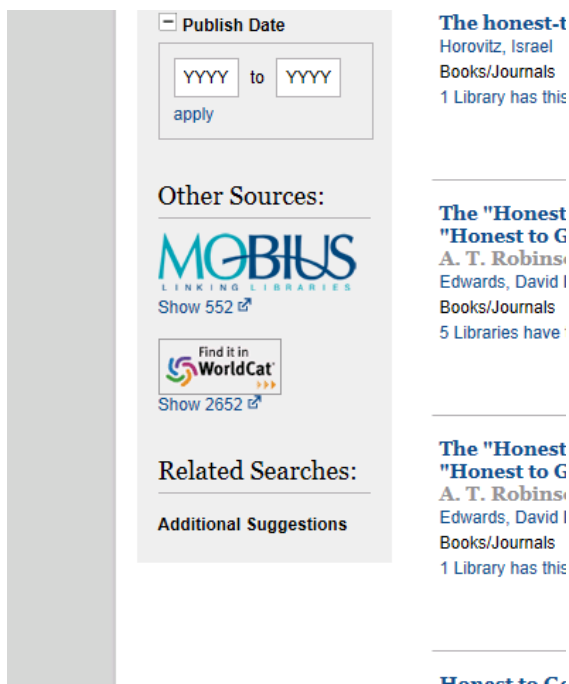 Publish Date
YYYY to YYYY
apply
Other Sources:
MOBIUS
LINKING LIBRARIES
Show 552
Find it in
WorldCat
Show 2652
Related Searches:
Additional Suggestions
The honest-t
Horovitz, Israel
Books/Journals
1 Library has this
The "Honest
"Honest to G
A. T. Robins
Edwards, David
Books/Journals
5 Libraries have
The "Honest
"Honest to G
A. T. Robins
Edwards, David
Books/Journals
1 Library has this
Honest to G